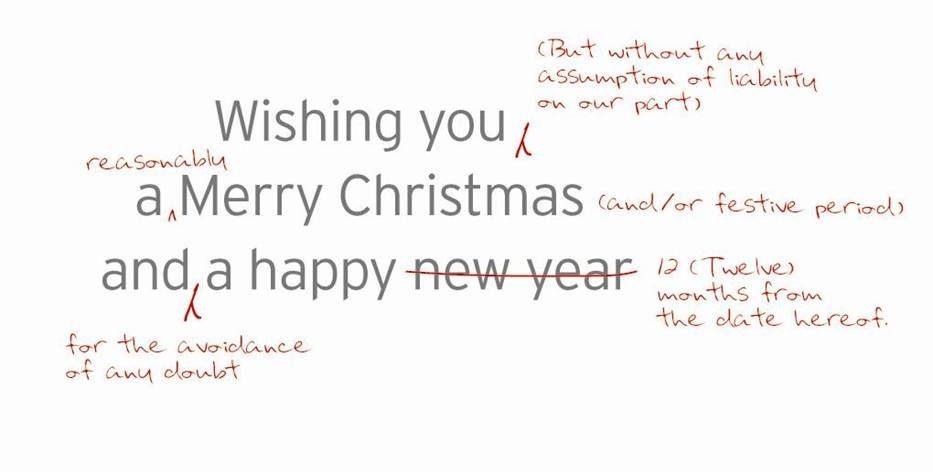 (But without any
assumption of liability
on our part)
Wishing you
reasonably
a Merry Christmas (and/or festive period)
and a happy new year 12 (Twelve)
months from
the date hereof.
for the avoidance
of any doubt